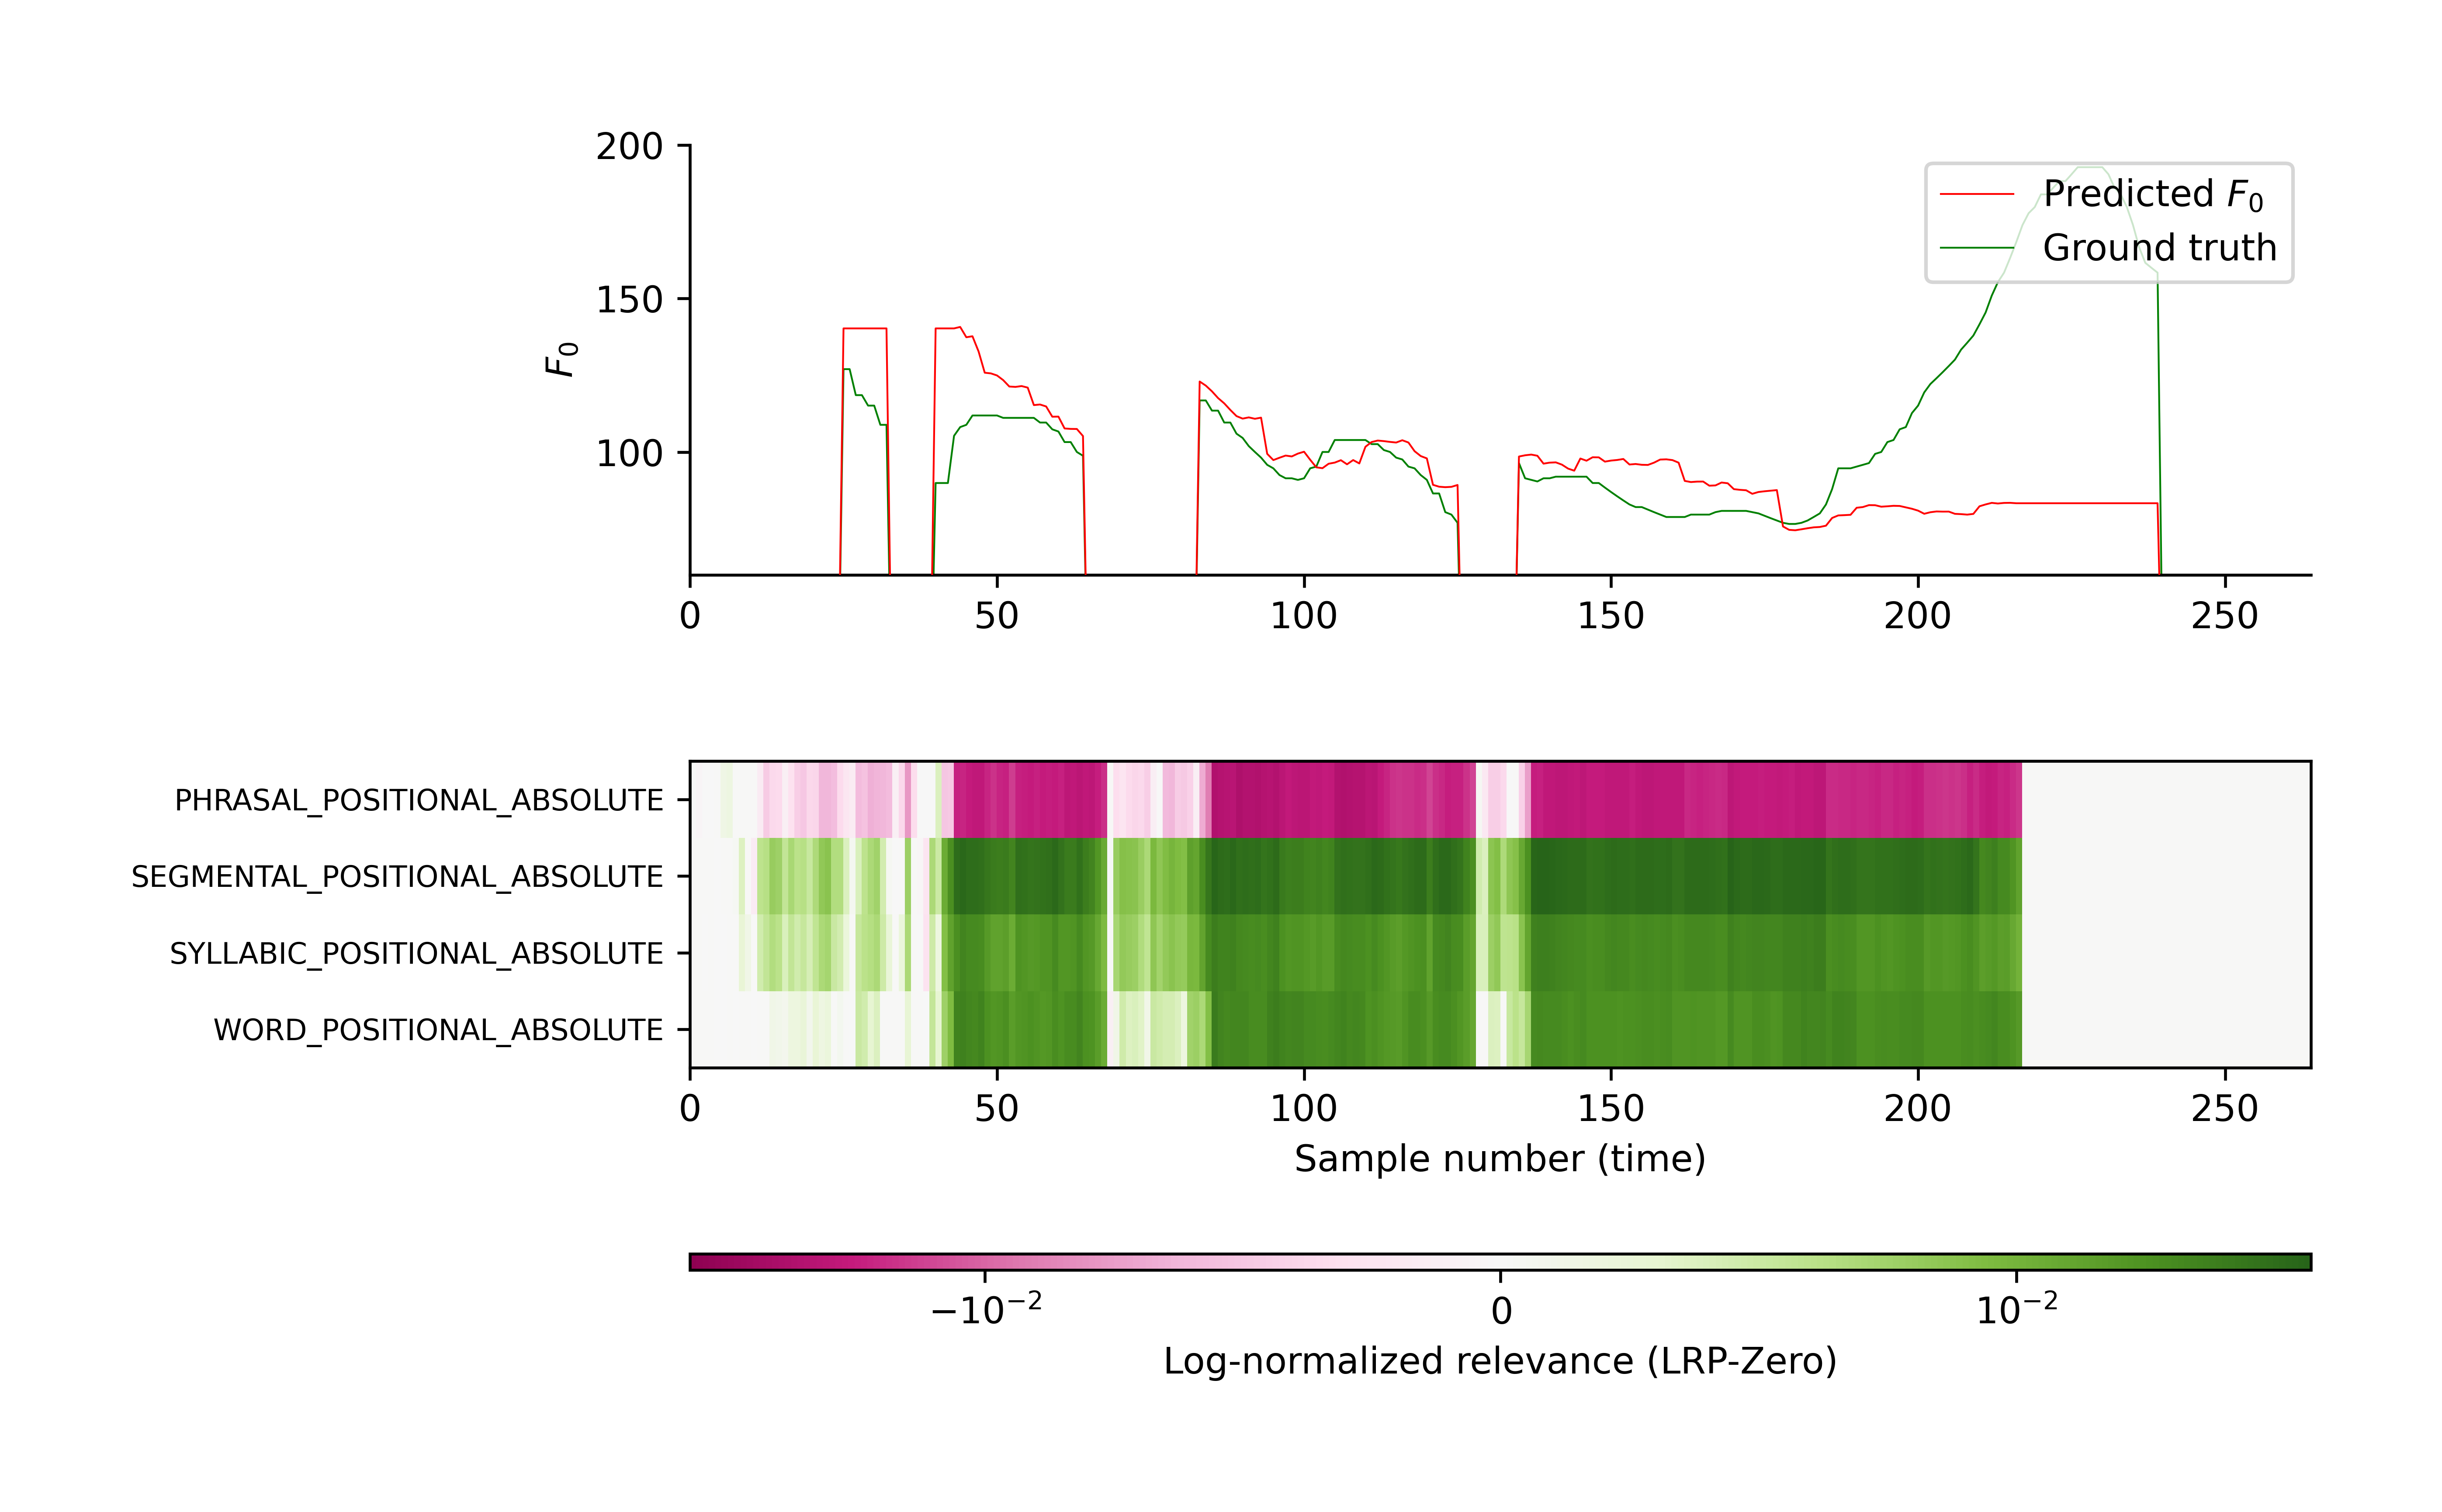 200
150
100
F₀
Predicted F₀
Ground truth
0 50 100 150 200 250
PHRASAL_POSITIONAL_ABSOLUTE
SEGMENTAL_POSITIONAL_ABSOLUTE
SYLLABIC_POSITIONAL_ABSOLUTE
WORD_POSITIONAL_ABSOLUTE
0 50 100 150 200 250
Sample number (time)
−10⁻² 0 10⁻²
Log-normalized relevance (LRP-Zero)